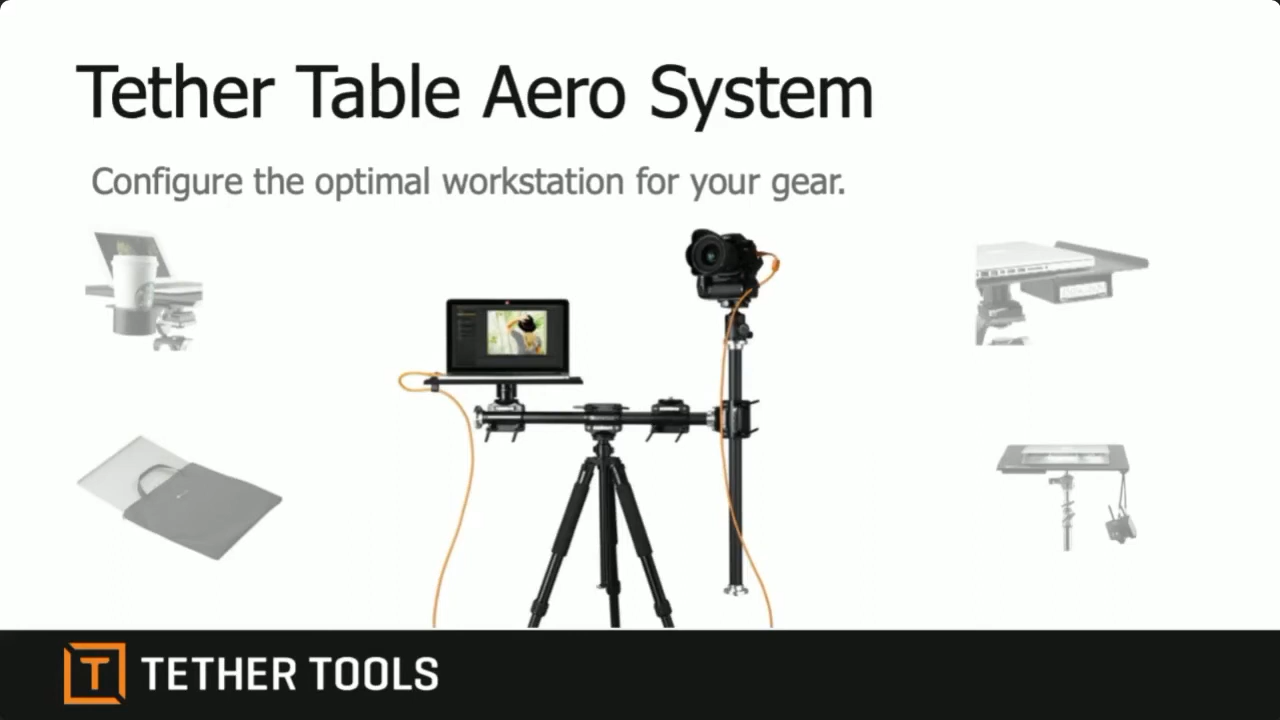 Tether Table Aero System
Configure the optimal workstation for your gear.
T TETHER TOOLS